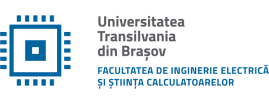 Universitatea
Transilvania
din Brașov
FACULTATEA DE INGINERIE ELECTRICĂ
ȘI ȘTIINȚA CALCULATOARELOR